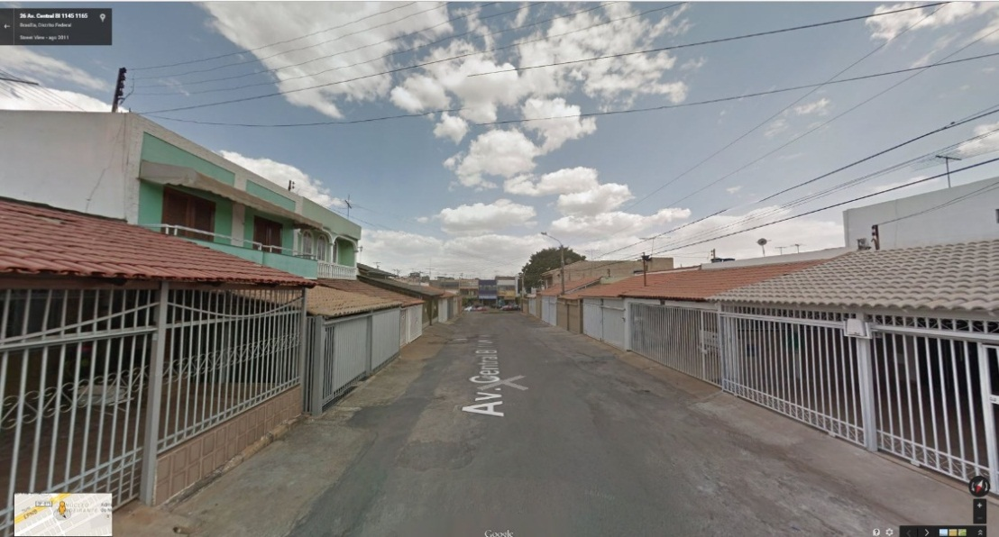 26 Av. Central Bl 1145 1165
Brasília, Distrito Federal
Street View - ago 2011
Av. Central Bl
Google